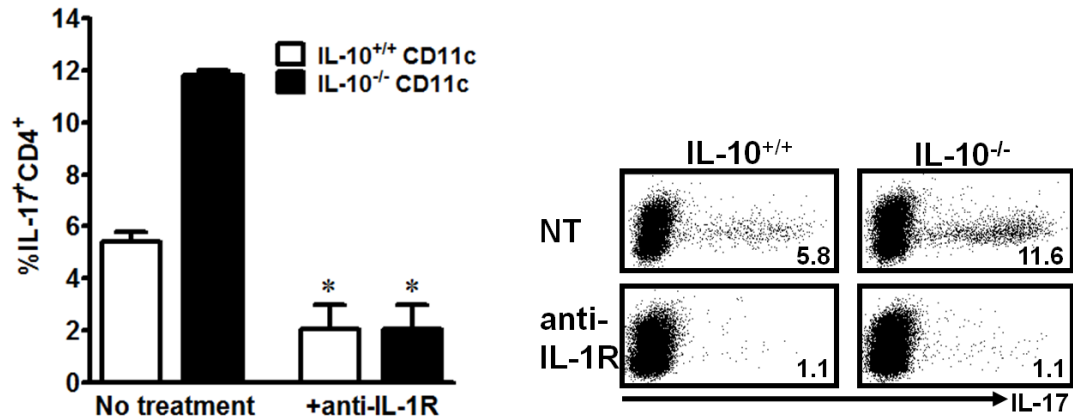 14
12
10
8
6
4
2
0
%IL-17⁺CD4⁺
IL-10⁺/⁺ CD11c
IL-10⁻/⁻ CD11c
*
*
No treatment
+anti-IL-1R
IL-10⁺/⁺
IL-10⁻/⁻
NT
5.8
11.6
anti-
IL-1R
1.1
1.1
IL-17